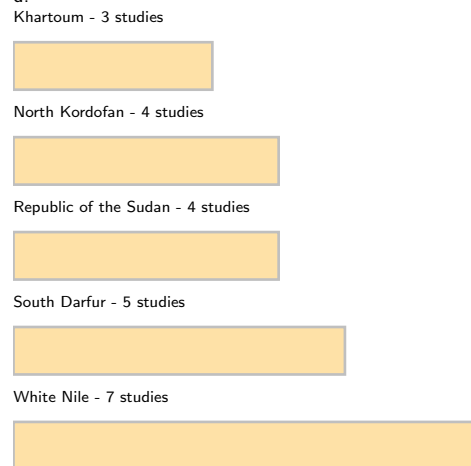 Khartoum - 3 studies
North Kordofan - 4 studies
Republic of the Sudan - 4 studies
South Darfur - 5 studies
White Nile - 7 studies